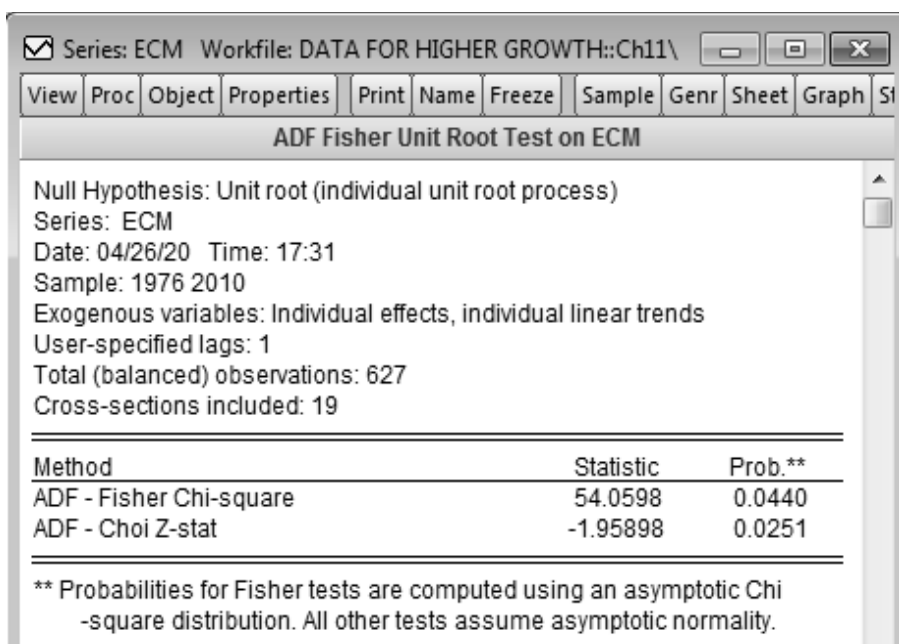 Series: ECM Workfile: DATA FOR HIGHER GROWTH::Ch11\
View Proc Object Properties Print Name Freeze Sample Genr Sheet Graph St
ADF Fisher Unit Root Test on ECM
Null Hypothesis: Unit root (individual unit root process)
Series: ECM
Date: 04/26/20 Time: 17:31
Sample: 1976 2010
Exogenous variables: Individual effects, individual linear trends
User-specified lags: 1
Total (balanced) observations: 627
Cross-sections included: 19
Method Statistic Prob.**
ADF - Fisher Chi-square 54.0598 0.0440
ADF - Choi Z-stat -1.95898 0.0251
** Probabilities for Fisher tests are computed using an asymptotic Chi
-square distribution. All other tests assume asymptotic normality.